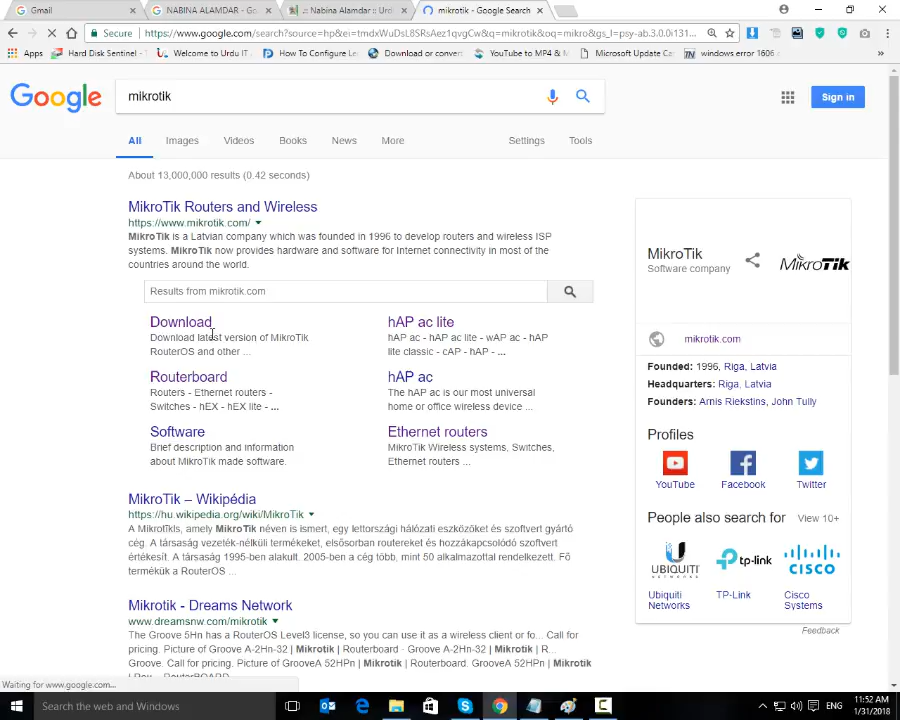 Gmail
NABINA ALAMDAR - Go
.:: Nabina Alamdar :: Urd
mikrotik - Google Search
Secure
https://www.google.com/search?source=hp&ei=tmdxWuDsL8SRsAez1qvgCw&q=mikrotik&oq=mikro&gs_l=psy-ab.3.0.0i131...
Apps
Hard Disk Sentinel - T
Welcome to Urdu IT
How To Configure Le
Download or convert
YouTube to MP4 & M
Microsoft Update Cat
windows error 1606
Google
mikrotik
Sign in
All Images Videos Books News More Settings Tools
About 13,000,000 results (0.42 seconds)
MikroTik Routers and Wireless
https://www.mikrotik.com/
MikroTik is a Latvian company which was founded in 1996 to develop routers and wireless ISP
systems. MikroTik now provides hardware and software for Internet connectivity in most of the
countries around the world.
Results from mikrotik.com
Download
Download latest version of MikroTik
RouterOS and other ...
hAP ac lite
hAP ac - hAP ac lite - wAP ac - hAP
lite classic - cAP - hAP - ...
Routerboard
Routers - Ethernet routers -
Switches - hEX - hEX lite - ...
hAP ac
The hAP ac is our most universal
home or office wireless device ...
Software
Brief description and information
about MikroTik made software.
Ethernet routers
MikroTik Wireless systems, Switches,
Ethernet routers ...
MikroTik – Wikipédia
https://hu.wikipedia.org/wiki/MikroTik
A Mikrotīkls, amely MikroTik néven is ismert, egy lettországi hálózati eszközöket és szoftvert gyártó
cég. A társaság vezeték-nélküli termékeket, elsősorban routereket és hozzákapcsolódó szoftvert
értékesít. A társaság 1995-ben alakult. 2005-ben a cég több, mint 50 alkalmazottal rendelkezett. Fő
termékük a RouterOS ...
Mikrotik - Dreams Network
www.dreamsnw.com/mikrotik
The Groove 5Hn has a RouterOS Level3 license, so you can use it as a wireless client or fo... Call for
pricing. Picture of Groove A-2Hn-32 | Mikrotik | Routerboard · Groove A-2Hn-32 | Mikrotik | R...
Groove. Call for pricing. Picture of GrooveA 52HPn | Mikrotik | Routerboard. GrooveA 52HPn | Mikrotik
MikroTik
Software company
MikroTik
mikrotik.com
Founded: 1996, Riga, Latvia
Headquarters: Riga, Latvia
Founders: Arnis Riekstins, John Tully
Profiles
YouTube Facebook Twitter
People also search for View 10+
UBIQUITI NETWORKS
tp-link
CISCO
Ubiquiti
Networks
TP-Link
Cisco
Systems
Feedback
Waiting for www.google.com...
Search the web and Windows
ENG
11:52 AM
1/31/2018